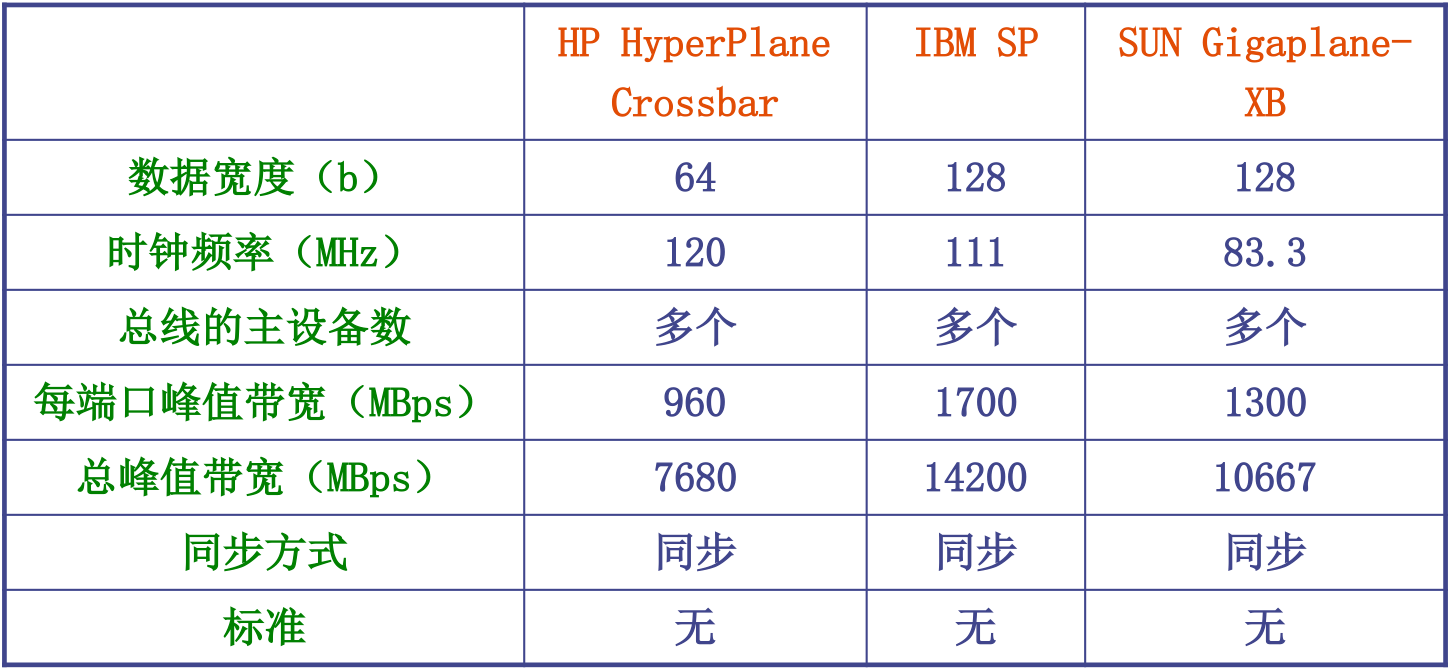 HP HyperPlane Crossbar IBM SP SUN Gigaplane-XB
数据宽度（b） 64 128 128
时钟频率（MHz） 120 111 83.3
总线的主设备数 多个 多个 多个
每端口峰值带宽（MBps） 960 1700 1300
总峰值带宽（MBps） 7680 14200 10667
同步方式 同步 同步 同步
标准 无 无 无